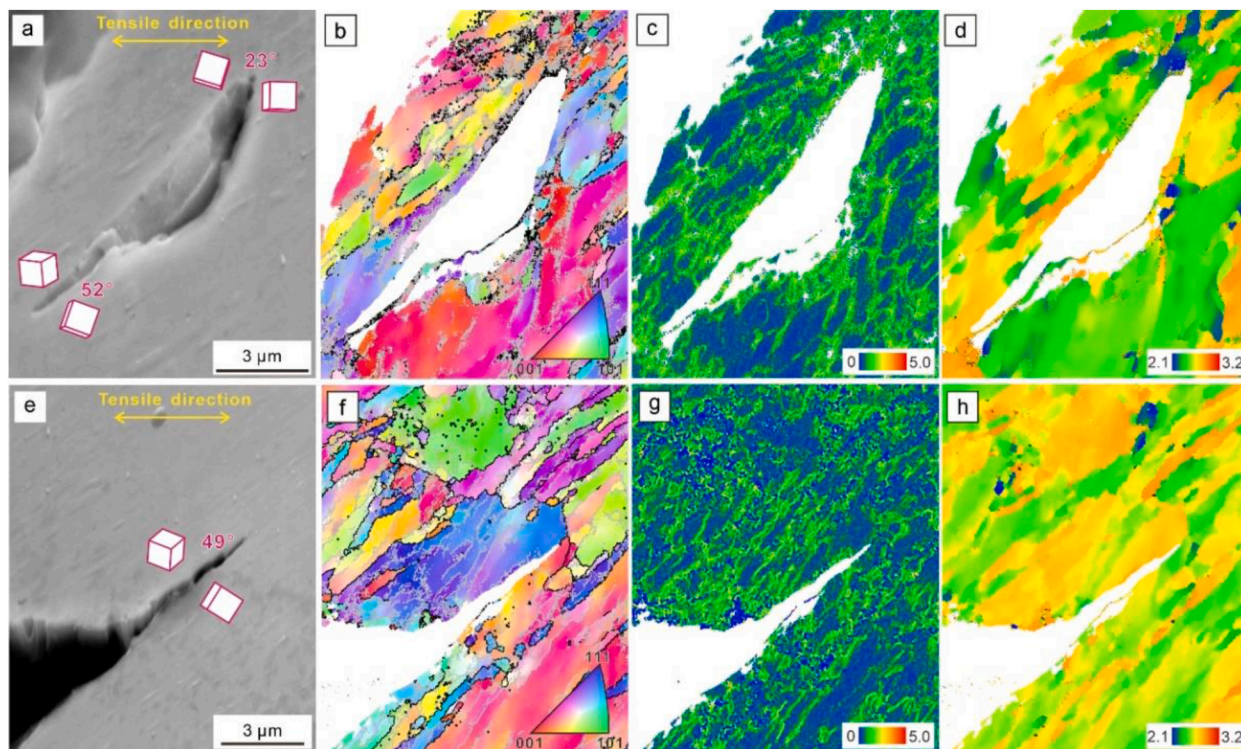 a
Tensile direction
23°
52°
3 µm
b
001
101
c
0 5.0
d
2.1 3.2
e
Tensile direction
49°
3 µm
f
111
001
101
g
0 5.0
h
2.1 3.2